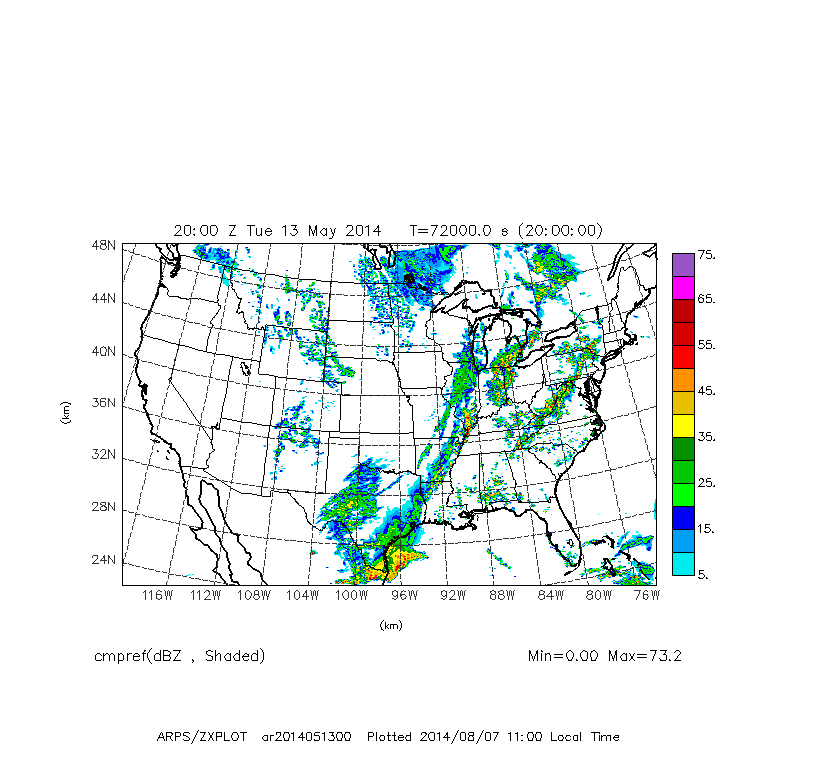 20:00 Z Tue 13 May 2014 T=72000.0 s (20:00:00)
48N
44N
40N
36N
32N
28N
24N
(km)
75.
65.
55.
45.
35.
25.
15.
5.
116W 112W 108W 104W 100W 96W 92W 88W 84W 80W 76W
(km)
cmpref(dBZ , Shaded) Min=0.00 Max=73.2
ARPS/ZXPLOT ar2014051300 Plotted 2014/08/07 11:00 Local Time